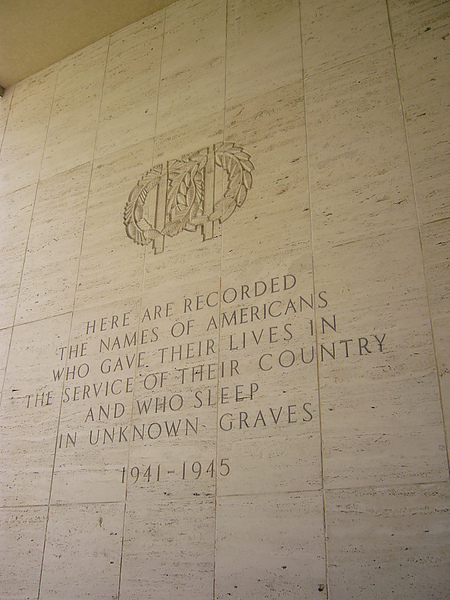 HERE ARE RECORDED
THE NAMES OF AMERICANS
WHO GAVE THEIR LIVES IN
THE SERVICE OF THEIR COUNTRY
AND WHO SLEEP
IN UNKNOWN GRAVES
1941-1945